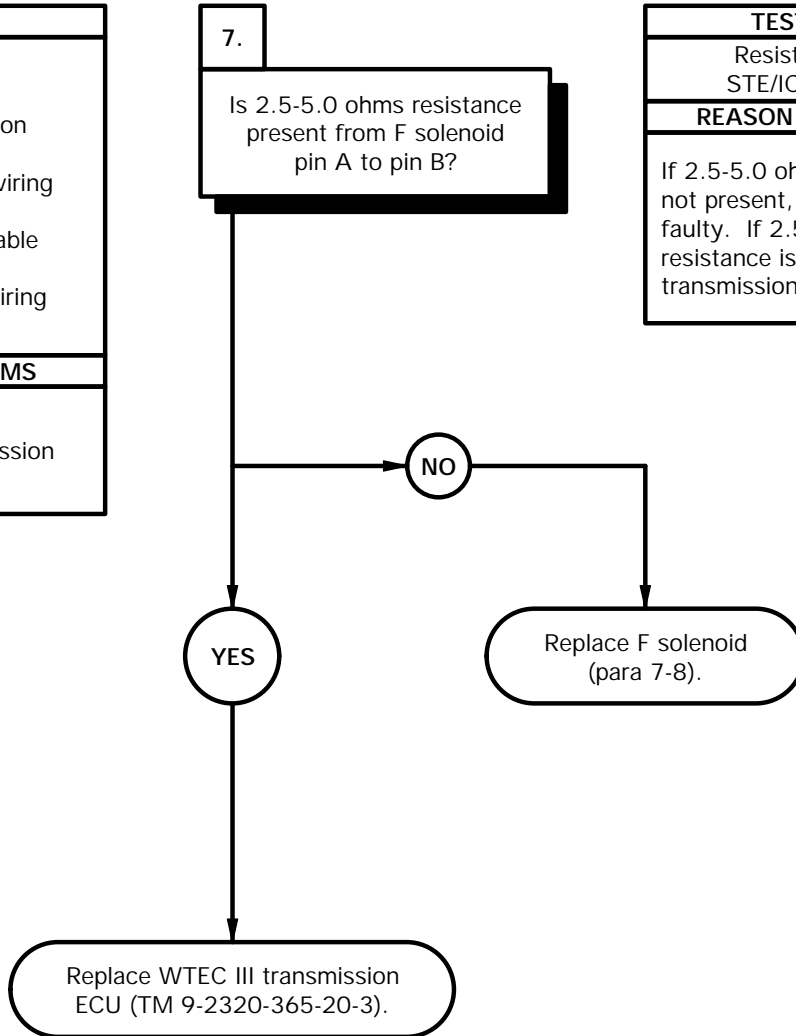 on
wiring
able
iring
MS
ssion
7.
Is 2.5-5.0 ohms resistance
present from F solenoid
pin A to pin B?
TES
Resist
STE/IC
REASON
If 2.5-5.0 oh
not present,
faulty. If 2.5
resistance is
transmission
NO
YES
Replace F solenoid
(para 7-8).
Replace WTEC III transmission
ECU (TM 9-2320-365-20-3).